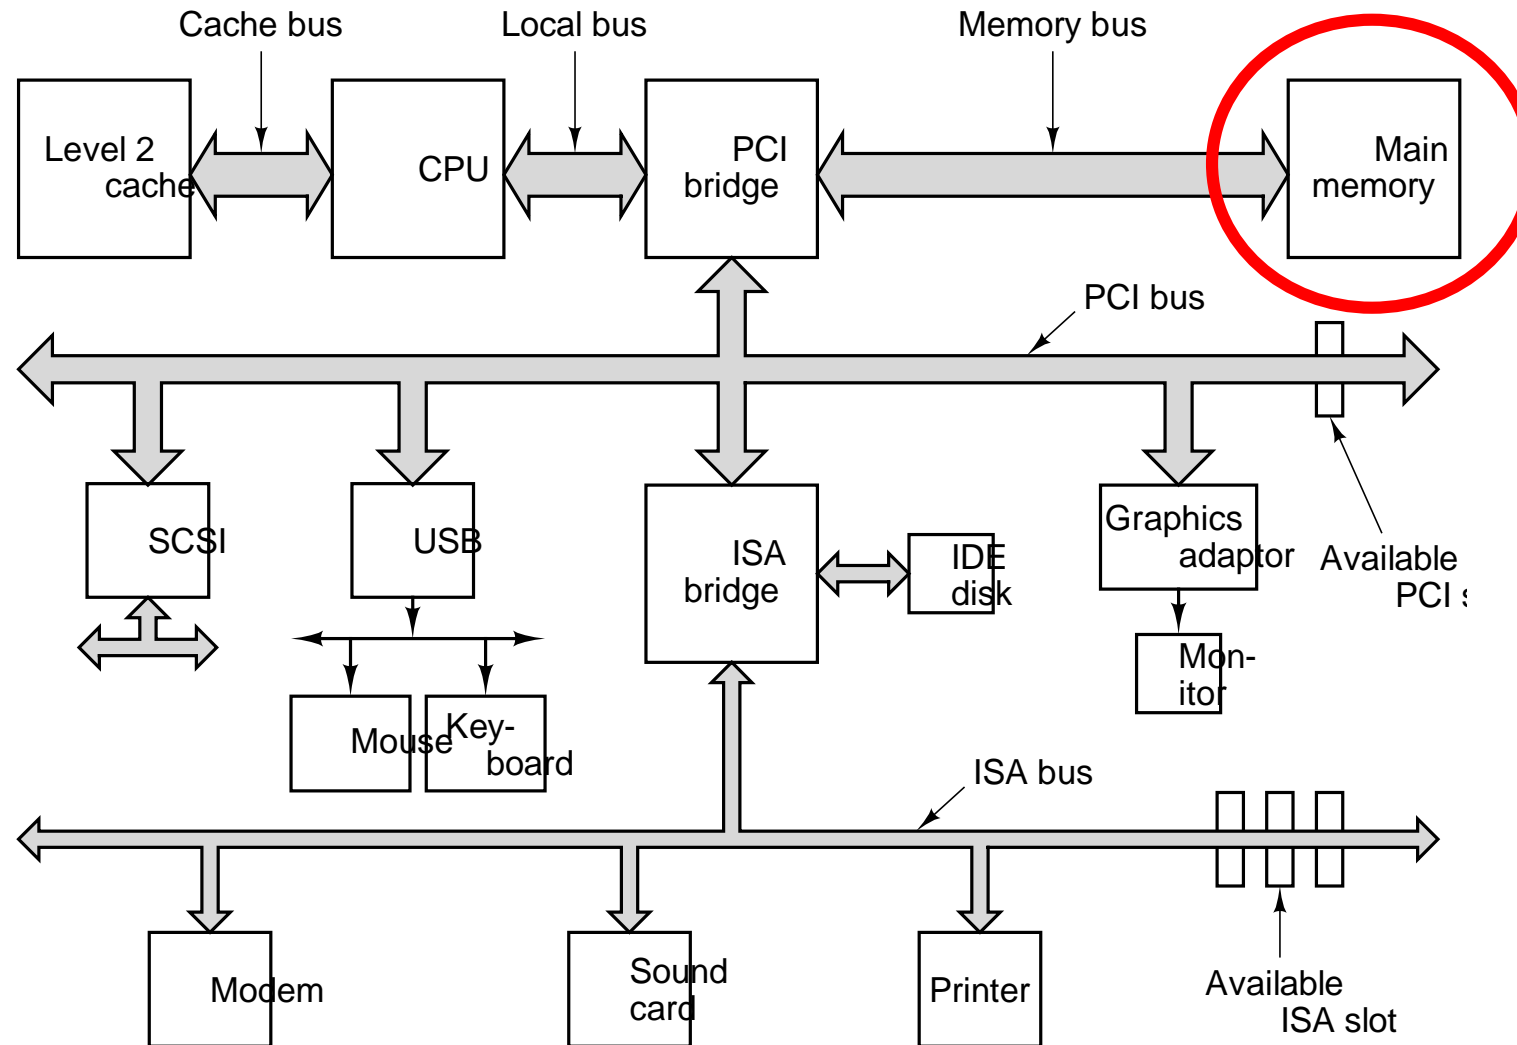 Cache bus
Local bus
Memory bus
Level 2
cache
CPU
PCI
bridge
Main
memory
PCI bus
SCSI
USB
ISA
bridge
IDE
disk
Graphics
adaptor
Available
PCI
Mon-
itor
Mouse
Key-
board
ISA bus
Modem
Sound
card
Printer
Available
ISA slot